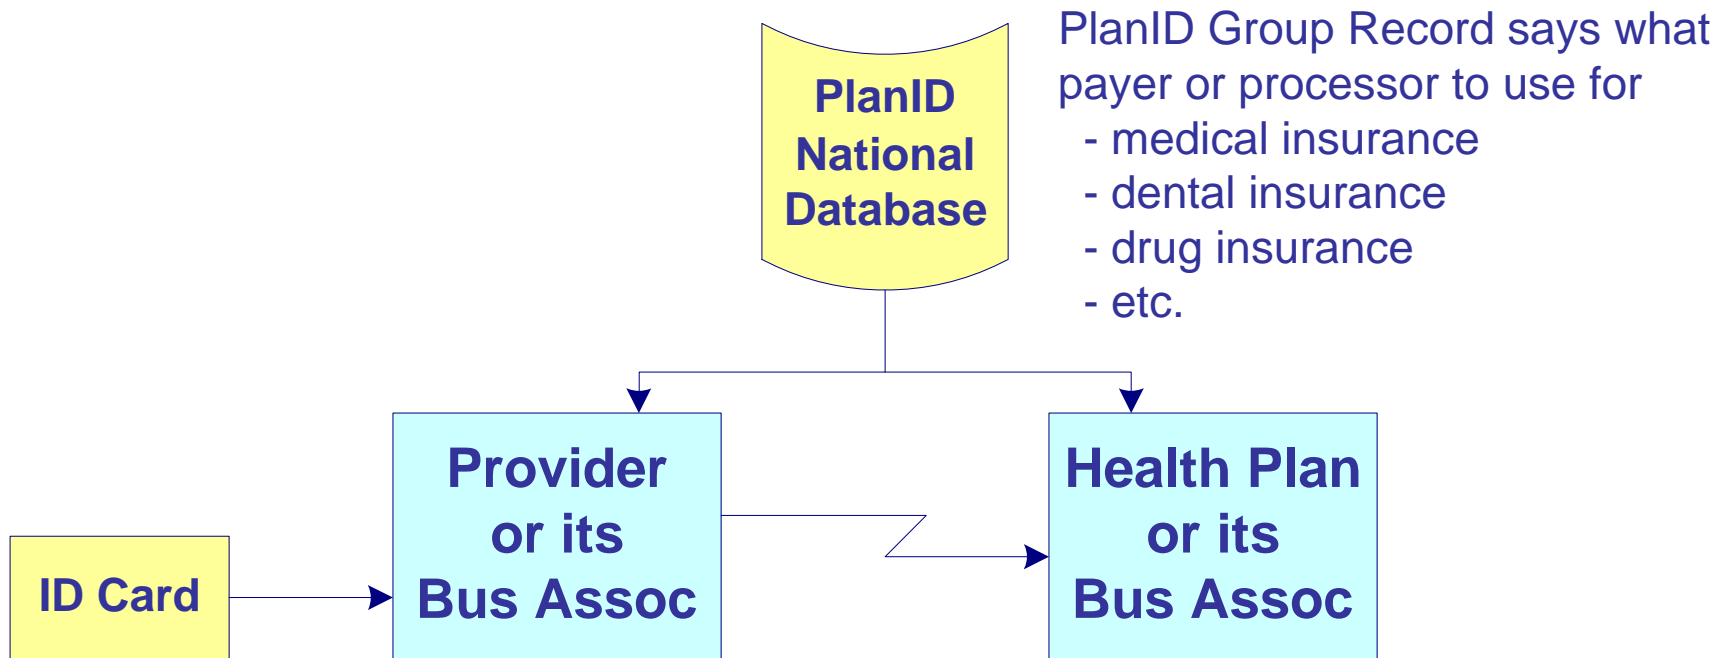 PlanID
National
Database
PlanID Group Record says what
payer or processor to use for
- medical insurance
- dental insurance
- drug insurance
- etc.
ID Card
Provider
or its
Bus Assoc
Health Plan
or its
Bus Assoc